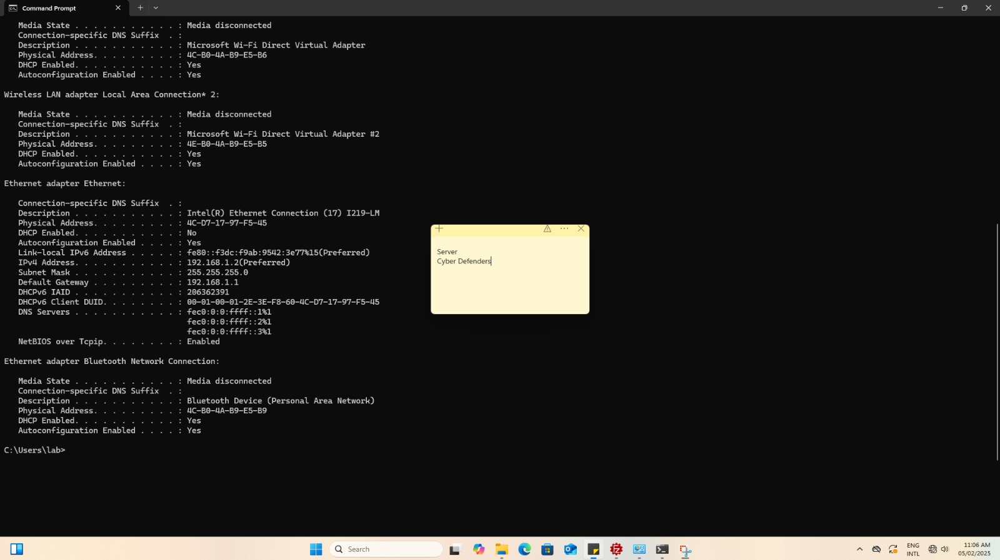 Command Prompt
Media State . . . . . . . . . . . : Media disconnected
Connection-specific DNS Suffix  . :
Description . . . . . . . . . . . : Microsoft Wi-Fi Direct Virtual Adapter
Physical Address. . . . . . . . . : 4C-B0-4A-B9-E5-B6
DHCP Enabled. . . . . . . . . . . : Yes
Autoconfiguration Enabled . . . . : Yes
Wireless LAN adapter Local Area Connection* 2:
Media State . . . . . . . . . . . : Media disconnected
Connection-specific DNS Suffix  . :
Description . . . . . . . . . . . : Microsoft Wi-Fi Direct Virtual Adapter #2
Physical Address. . . . . . . . . : 4E-B0-4A-B9-E5-B5
DHCP Enabled. . . . . . . . . . . : Yes
Autoconfiguration Enabled . . . . : Yes
Ethernet adapter Ethernet:
Connection-specific DNS Suffix  . :
Description . . . . . . . . . . . : Intel(R) Ethernet Connection (17) I219-LM
Physical Address. . . . . . . . . : 4C-D7-17-97-F5-45
DHCP Enabled. . . . . . . . . . . : No
Autoconfiguration Enabled . . . . : Yes
Link-local IPv6 Address . . . . . : fe80::f3dc:f9ab:9542:3e77%15(Preferred)
IPv4 Address. . . . . . . . . . . : 192.168.1.2(Preferred)
Subnet Mask . . . . . . . . . . . : 255.255.255.0
Default Gateway . . . . . . . . . : 192.168.1.1
DHCPv6 IAID . . . . . . . . . . . : 206362391
DHCPv6 Client DUID. . . . . . . . : 00-01-00-01-2E-3E-F8-60-4C-D7-17-97-F5-45
DNS Servers . . . . . . . . . . . : fec0:0:0:ffff::1%1
fec0:0:0:ffff::2%1
fec0:0:0:ffff::3%1
NetBIOS over Tcpip. . . . . . . . : Enabled
Ethernet adapter Bluetooth Network Connection:
Media State . . . . . . . . . . . : Media disconnected
Connection-specific DNS Suffix  . :
Description . . . . . . . . . . . : Bluetooth Device (Personal Area Network)
Physical Address. . . . . . . . . : 4C-B0-4A-B9-E5-B9
DHCP Enabled. . . . . . . . . . . : Yes
Autoconfiguration Enabled . . . . : Yes
C:\Users\lab>
Server
Cyber Defenders
Search
ENG
INTL
11:06 AM
05/02/2025